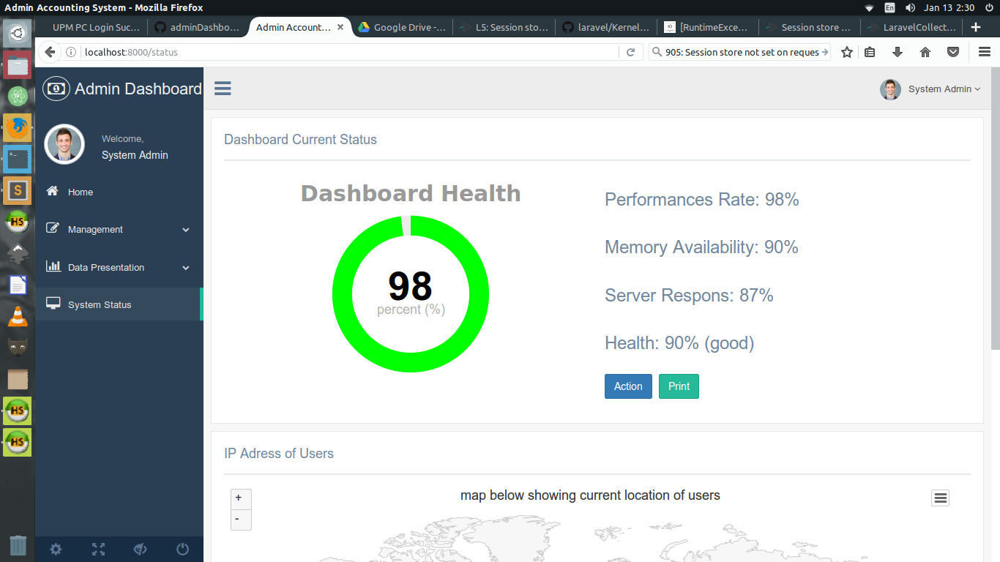 Admin Accounting System - Mozilla Firefox
En
Jan 13 2:30
UPM PC Login Suc...
adminDashbo...
Admin Account...
Google Drive -...
L5: Session sto...
laravel/Kernel...
[RuntimeExce...
Session store ...
LaravelCollect...
localhost:8000/status
905: Session store not set on reques
Admin Dashboard
System Admin
Welcome,
System Admin
Home
Management
Data Presentation
System Status
Dashboard Current Status
Dashboard Health
98
percent (%)
Performances Rate: 98%
Memory Availability: 90%
Server Respons: 87%
Health: 90% (good)
Action
Print
IP Adress of Users
map below showing current location of users
+
-
S
HS
HS
HS